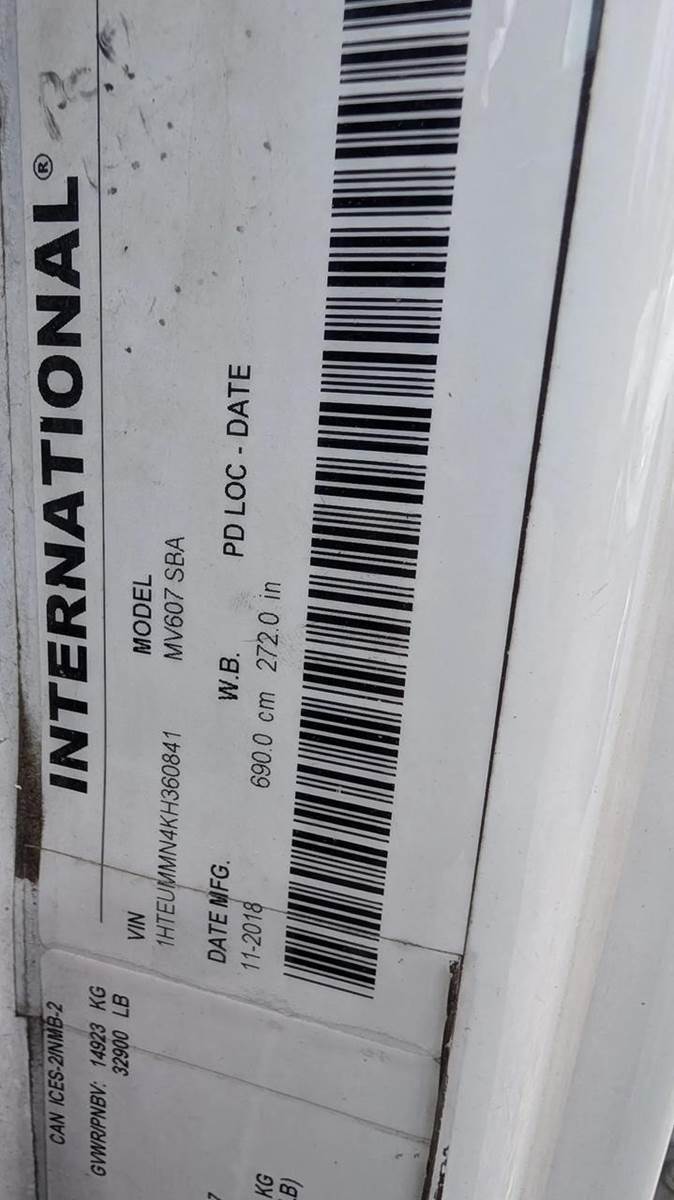 INTERNATIONAL®
VIN MODEL
1HTEUMMN4KH360841 MV607 SBA
DATE MFG. W.B. PD LOC - DATE
11-2018 690.0 cm 272.0 in
CAN ICES-2/NMB-2
GVWR/PNBV: 14923 KG
32900 LB
KG